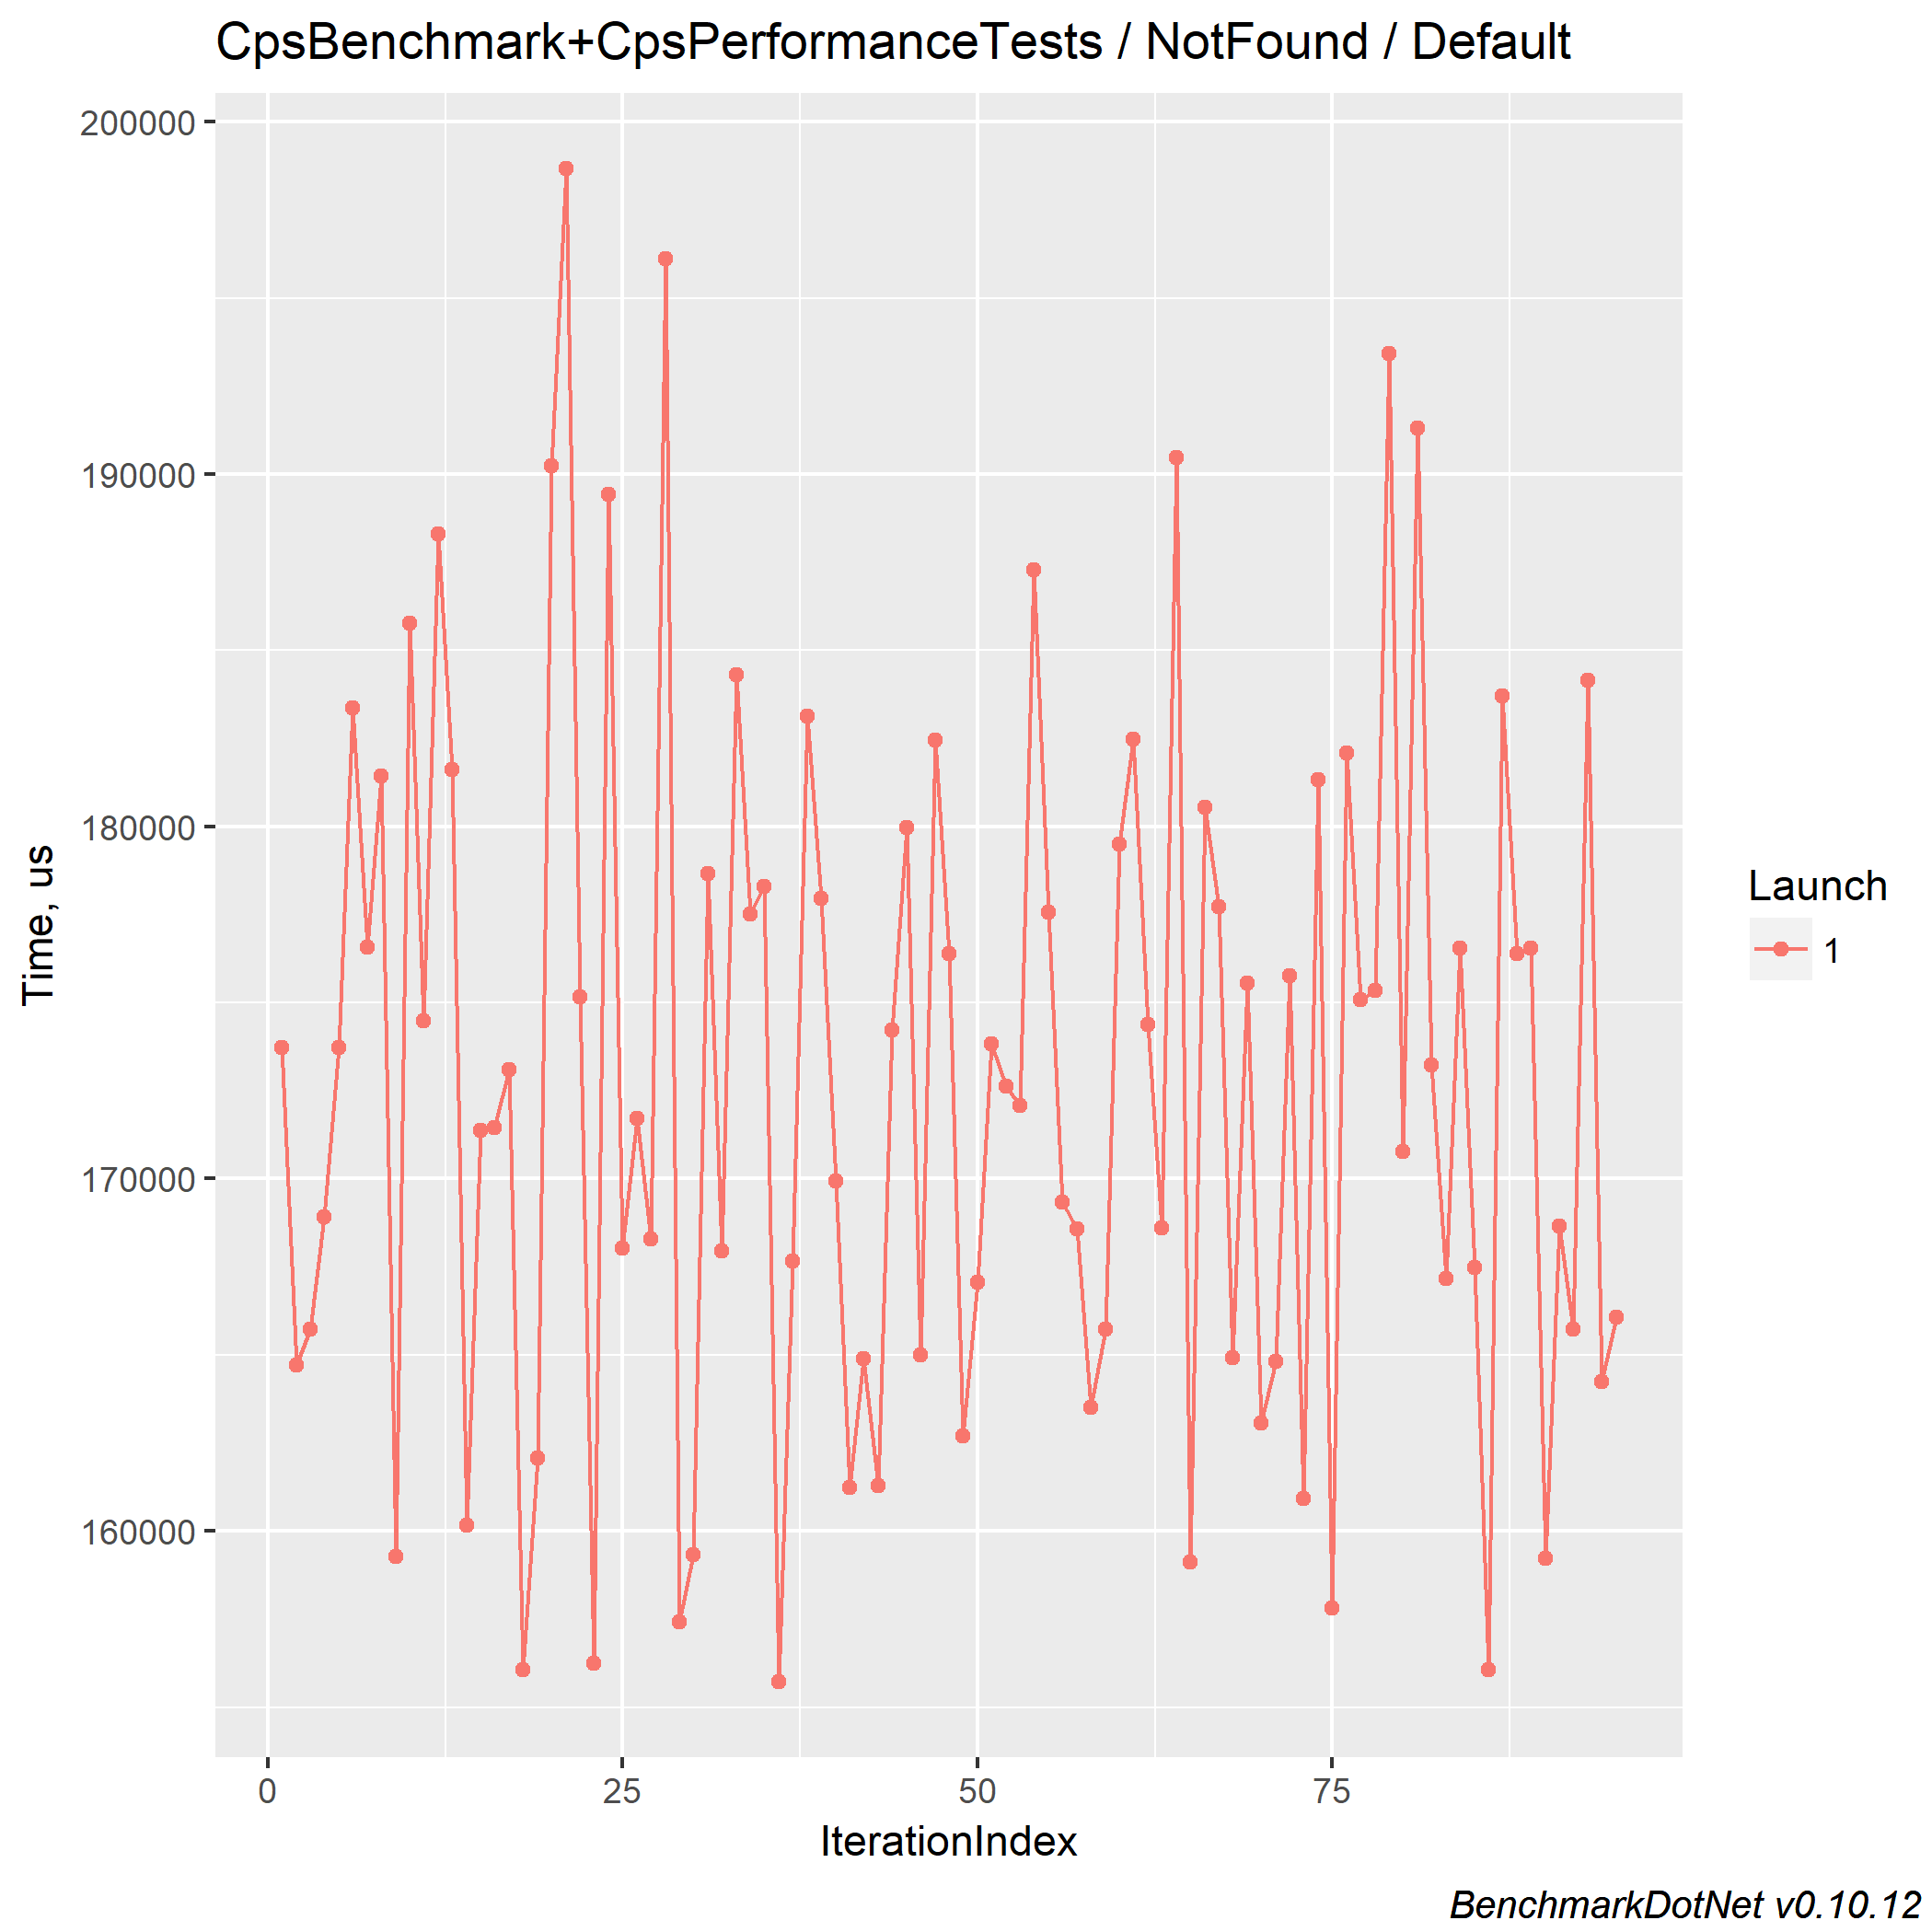 CpsBenchmark+CpsPerformanceTests / NotFound / Default
200000
190000
180000
170000
160000
Time, us
0 25 50 75
IterationIndex
Launch
1
BenchmarkDotNet v0.10.12